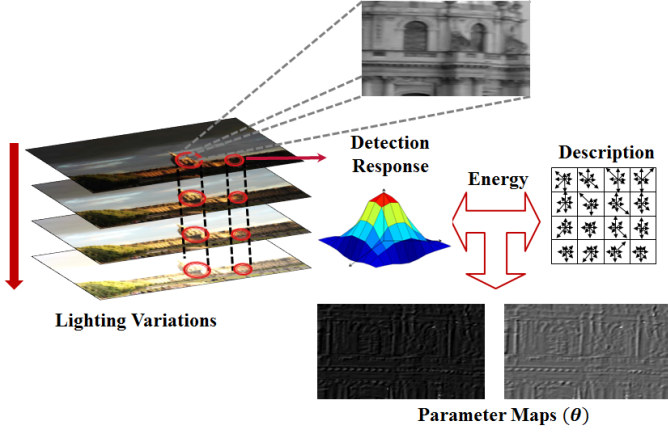 Detection
Response
Description
Energy
Lighting Variations
Parameter Maps (θ)